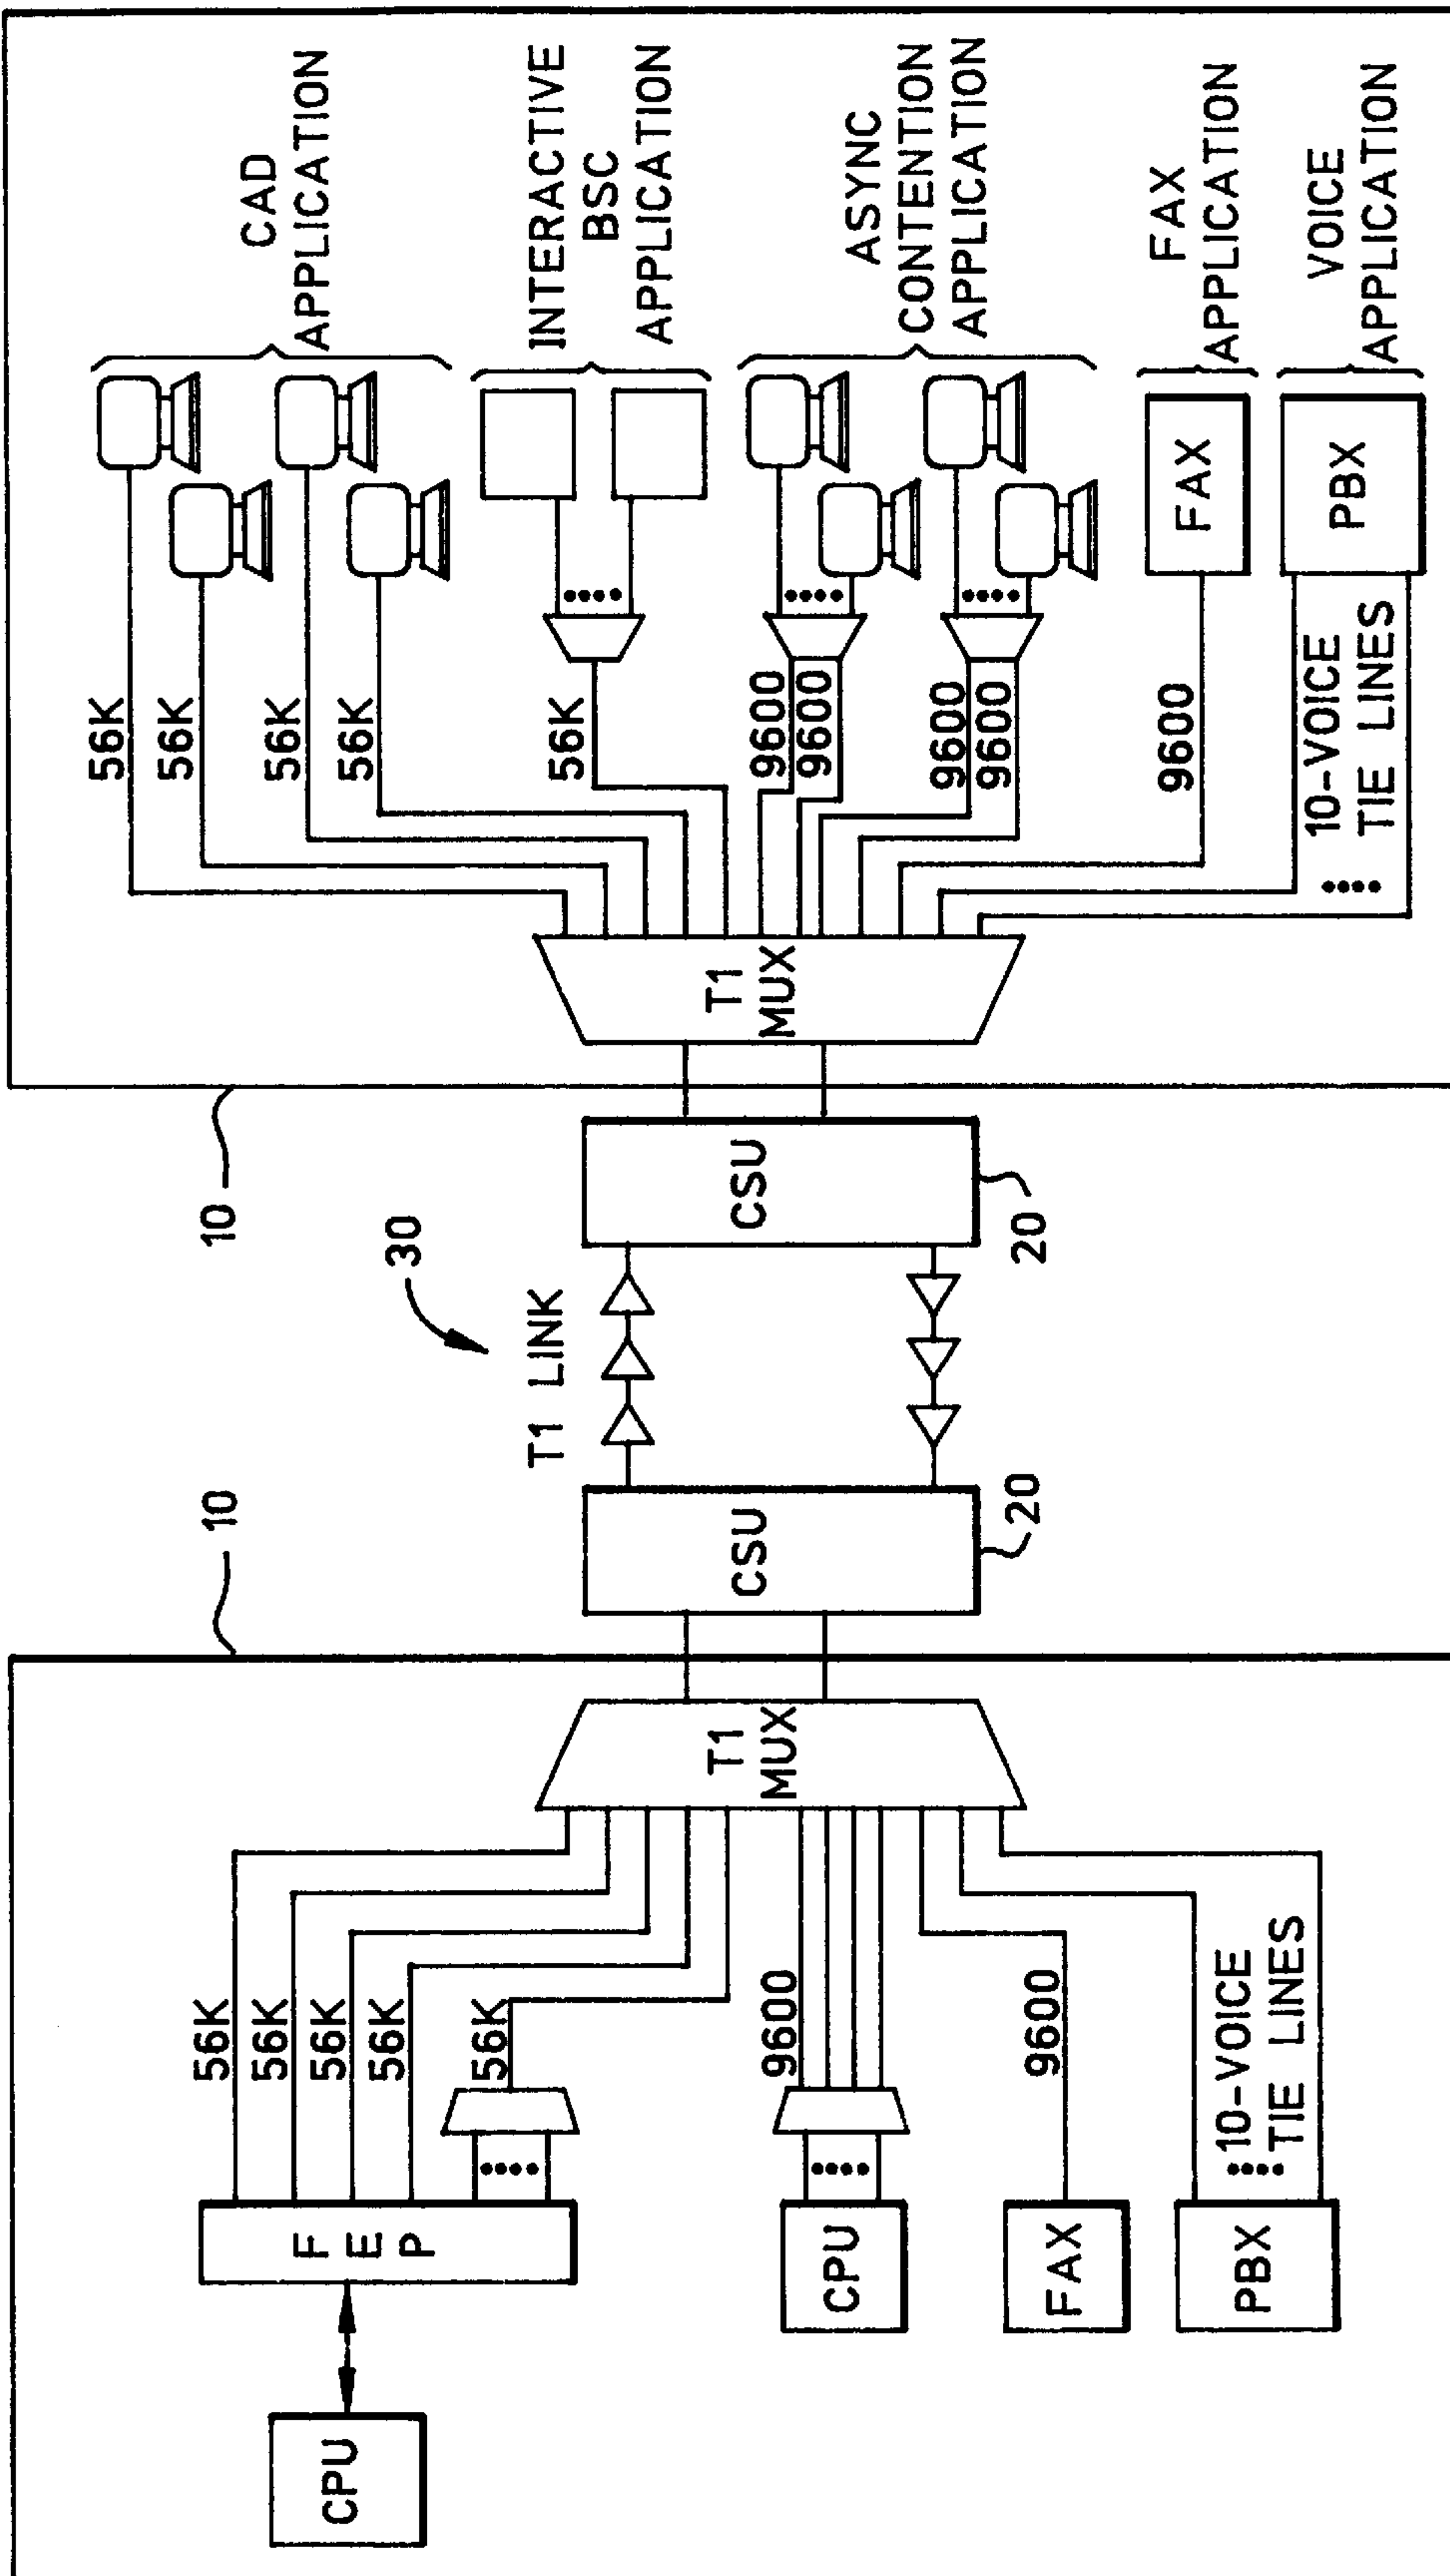 10
10
30
T1 LINK
CPU
F
E
P
56K
56K
56K
56K
56K
CPU
9600
FAX
9600
PBX
10-VOICE
TIE LINES
T1
MUX
CSU
20
CSU
20
T1
MUX
56K
56K
56K
56K
56K
9600
9600
9600
9600
9600
10-VOICE
TIE LINES
FAX
PBX
CAD
APPLICATION
INTERACTIVE
BSC
APPLICATION
ASYNC
CONTENTION
APPLICATION
FAX
APPLICATION
VOICE
APPLICATION